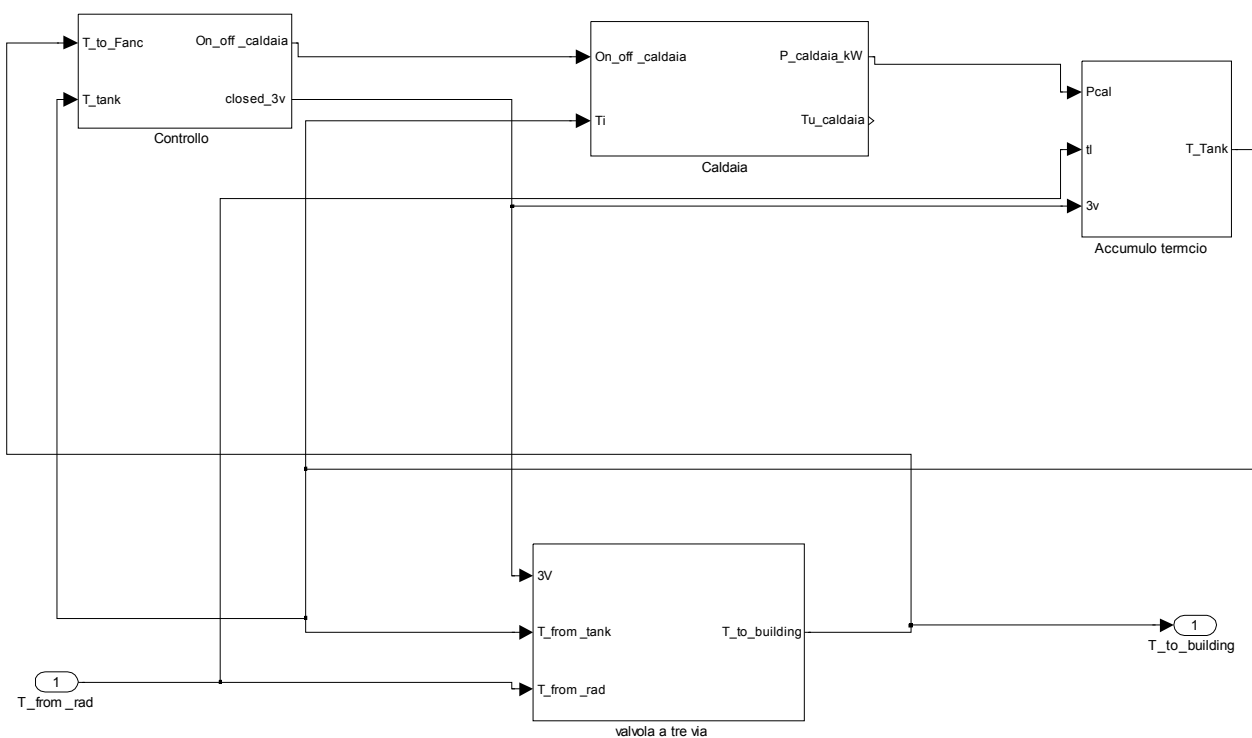 T_to_Fanc
On_off _caldaia
T_tank
closed_3v
Controllo
On_off _caldaia
P_caldaia_kW
Ti
Tu_caldaia
Caldaia
Pcal
tI
T_Tank
3v
Accumulo termcio
3V
T_from _tank
T_to_building
T_from _rad
valvola a tre via
1
T_from _rad
1
T_to_building